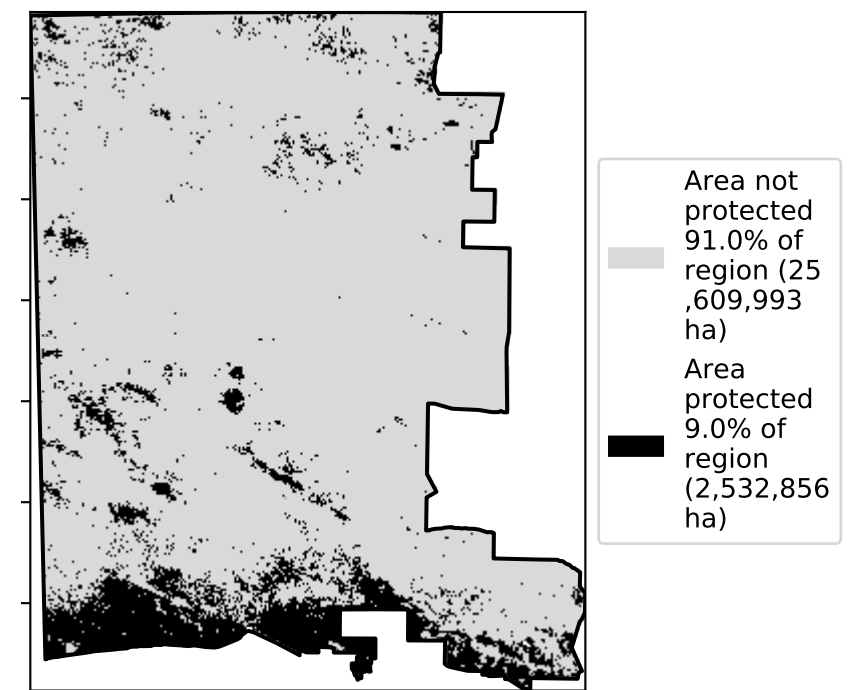 Area not
protected
91.0% of
region (25
,609,993
ha)
Area
protected
9.0% of
region
(2,532,856
ha)